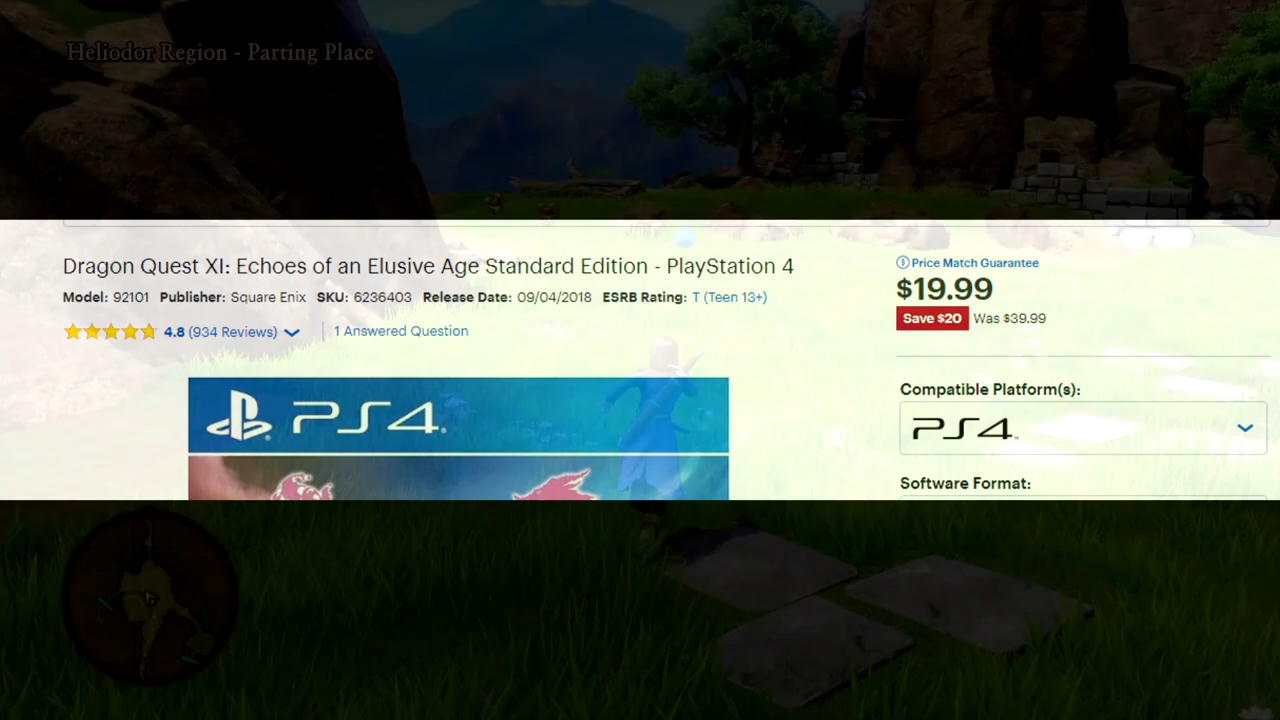 Heliodor Region - Parting Place
Dragon Quest XI: Echoes of an Elusive Age Standard Edition - PlayStation 4
Model: 92101 Publisher: Square Enix SKU: 6236403 Release Date: 09/04/2018 ESRB Rating: T (Teen 13+)
4.8 (934 Reviews) 1 Answered Question
PS4
Price Match Guarantee
$19.99
Save $20 Was $39.99
Compatible Platform(s):
PS4
Software Format: